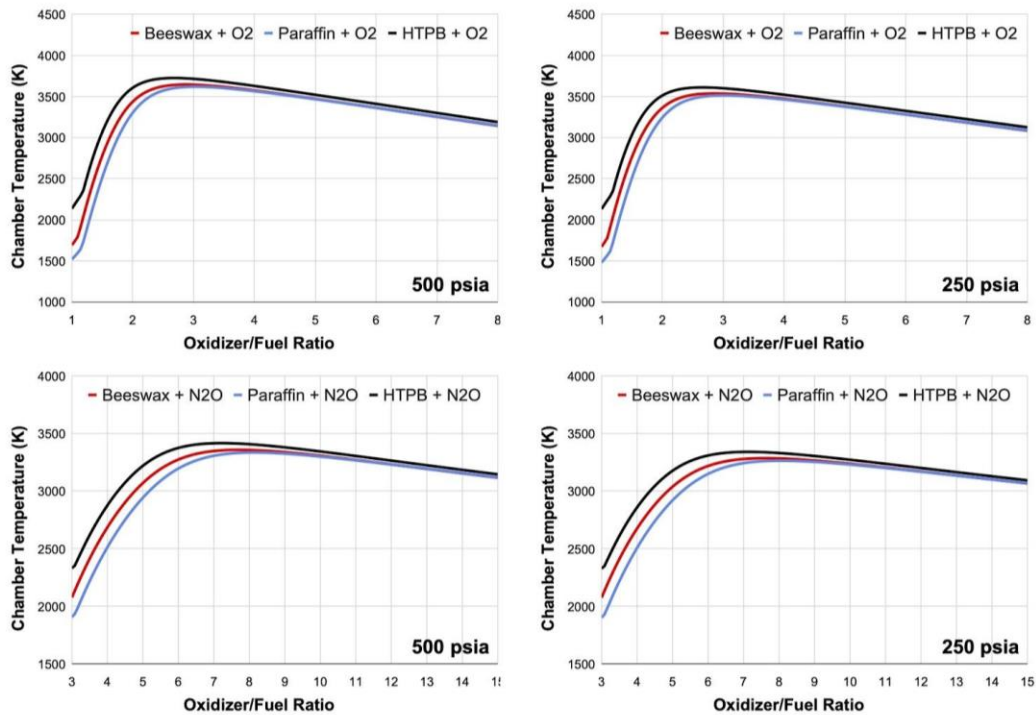 4500
4000
3500
3000
2500
2000
1500
1000
Chamber Temperature (K)
Beeswax + O2 Paraffin + O2 HTPB + O2
500 psia
1 2 3 4 5 6 7 8
Oxidizer/Fuel Ratio
4500
4000
3500
3000
2500
2000
1500
1000
Chamber Temperature (K)
Beeswax + O2 Paraffin + O2 HTPB + O2
250 psia
1 2 3 4 5 6 7 8
Oxidizer/Fuel Ratio
4000
3500
3000
2500
2000
1500
Chamber Temperature (K)
Beeswax + N2O Paraffin + N2O HTPB + N2O
500 psia
3 4 5 6 7 8 9 10 11 12 13 14 15
Oxidizer/Fuel Ratio
4000
3500
3000
2500
2000
1500
Chamber Temperature (K)
Beeswax + N2O Paraffin + N2O HTPB + N2O
250 psia
3 4 5 6 7 8 9 10 11 12 13 14 15
Oxidizer/Fuel Ratio